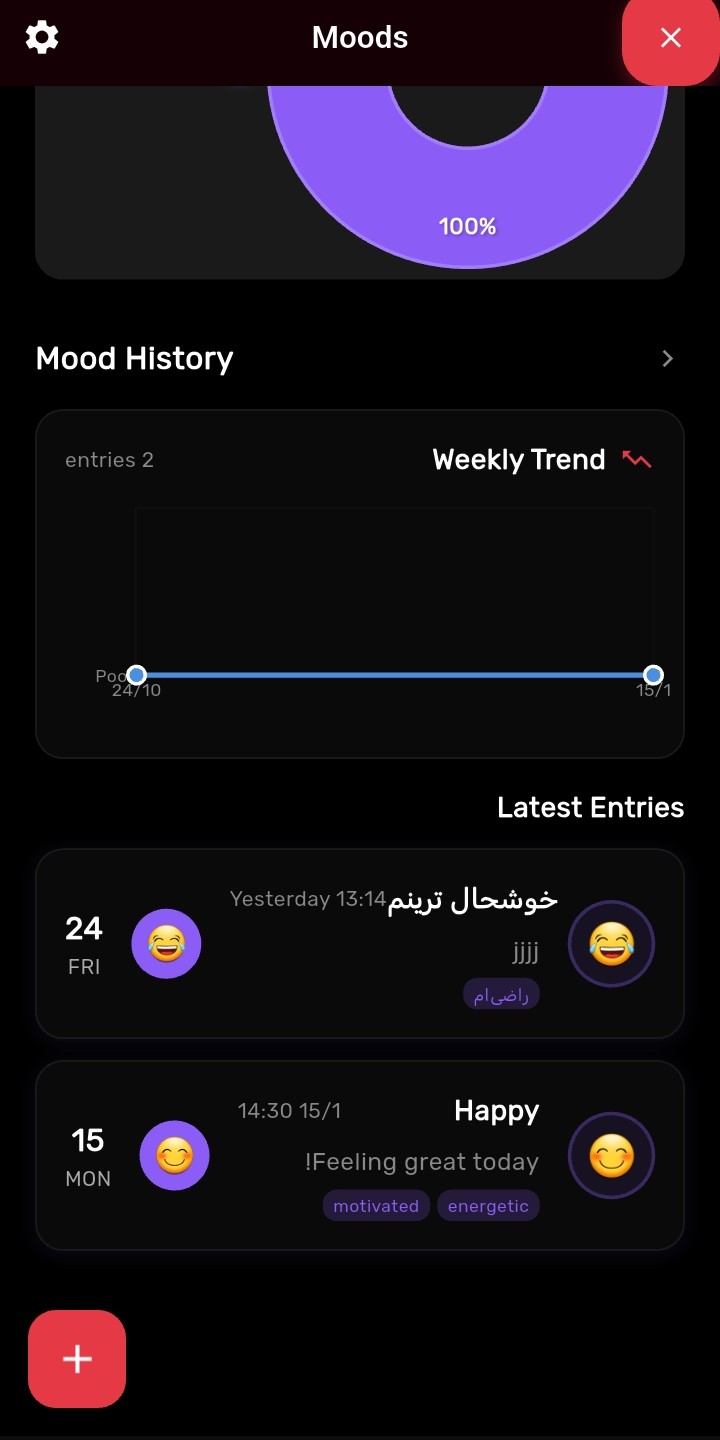 Moods
100%
Mood History
Weekly Trend
entries 2
Poo
24/10
15/1
Latest Entries
خوشحال ترینم
Yesterday 13:14
jjjj
راضی‌ام
24
FRI
Happy
14:30 15/1
!Feeling great today
energetic
motivated
15
MON